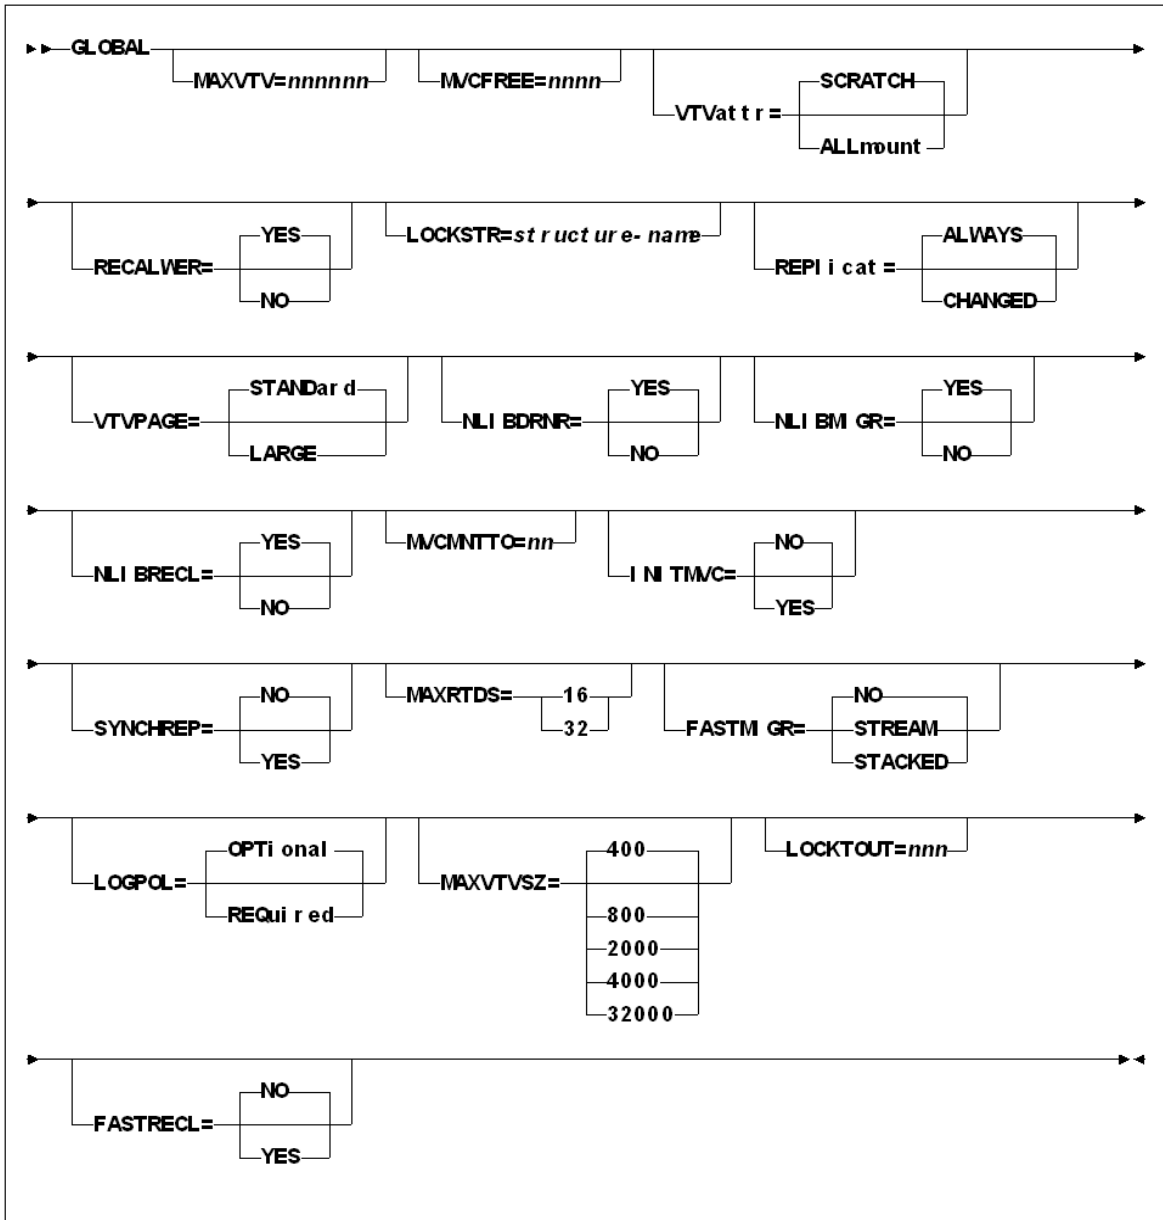 GLOBAL
MAXVTV=nnnnnn
MVCFREE=nnnn
VTVattr=
SCRATCH
ALLmount
RECALWER=
YES
NO
LOCKSTR=structure-name
REPlicat=
ALWAYS
CHANGED
VTVPAGE=
STANDard
LARGE
NLIBDRNR=
YES
NO
NLIBMIGR=
YES
NO
NLIBRECL=
YES
NO
MVCMNTTO=nn
INITMVC=
NO
YES
SYNCHREP=
NO
YES
MAXRTDS=
16
32
FASTMIGR=
NO
STREAM
STACKED
LOGPOL=
OPTional
REQuired
MAXVTVSZ=
400
800
2000
4000
32000
LOCKTOUT=nnn
FASTRECL=
NO
YES